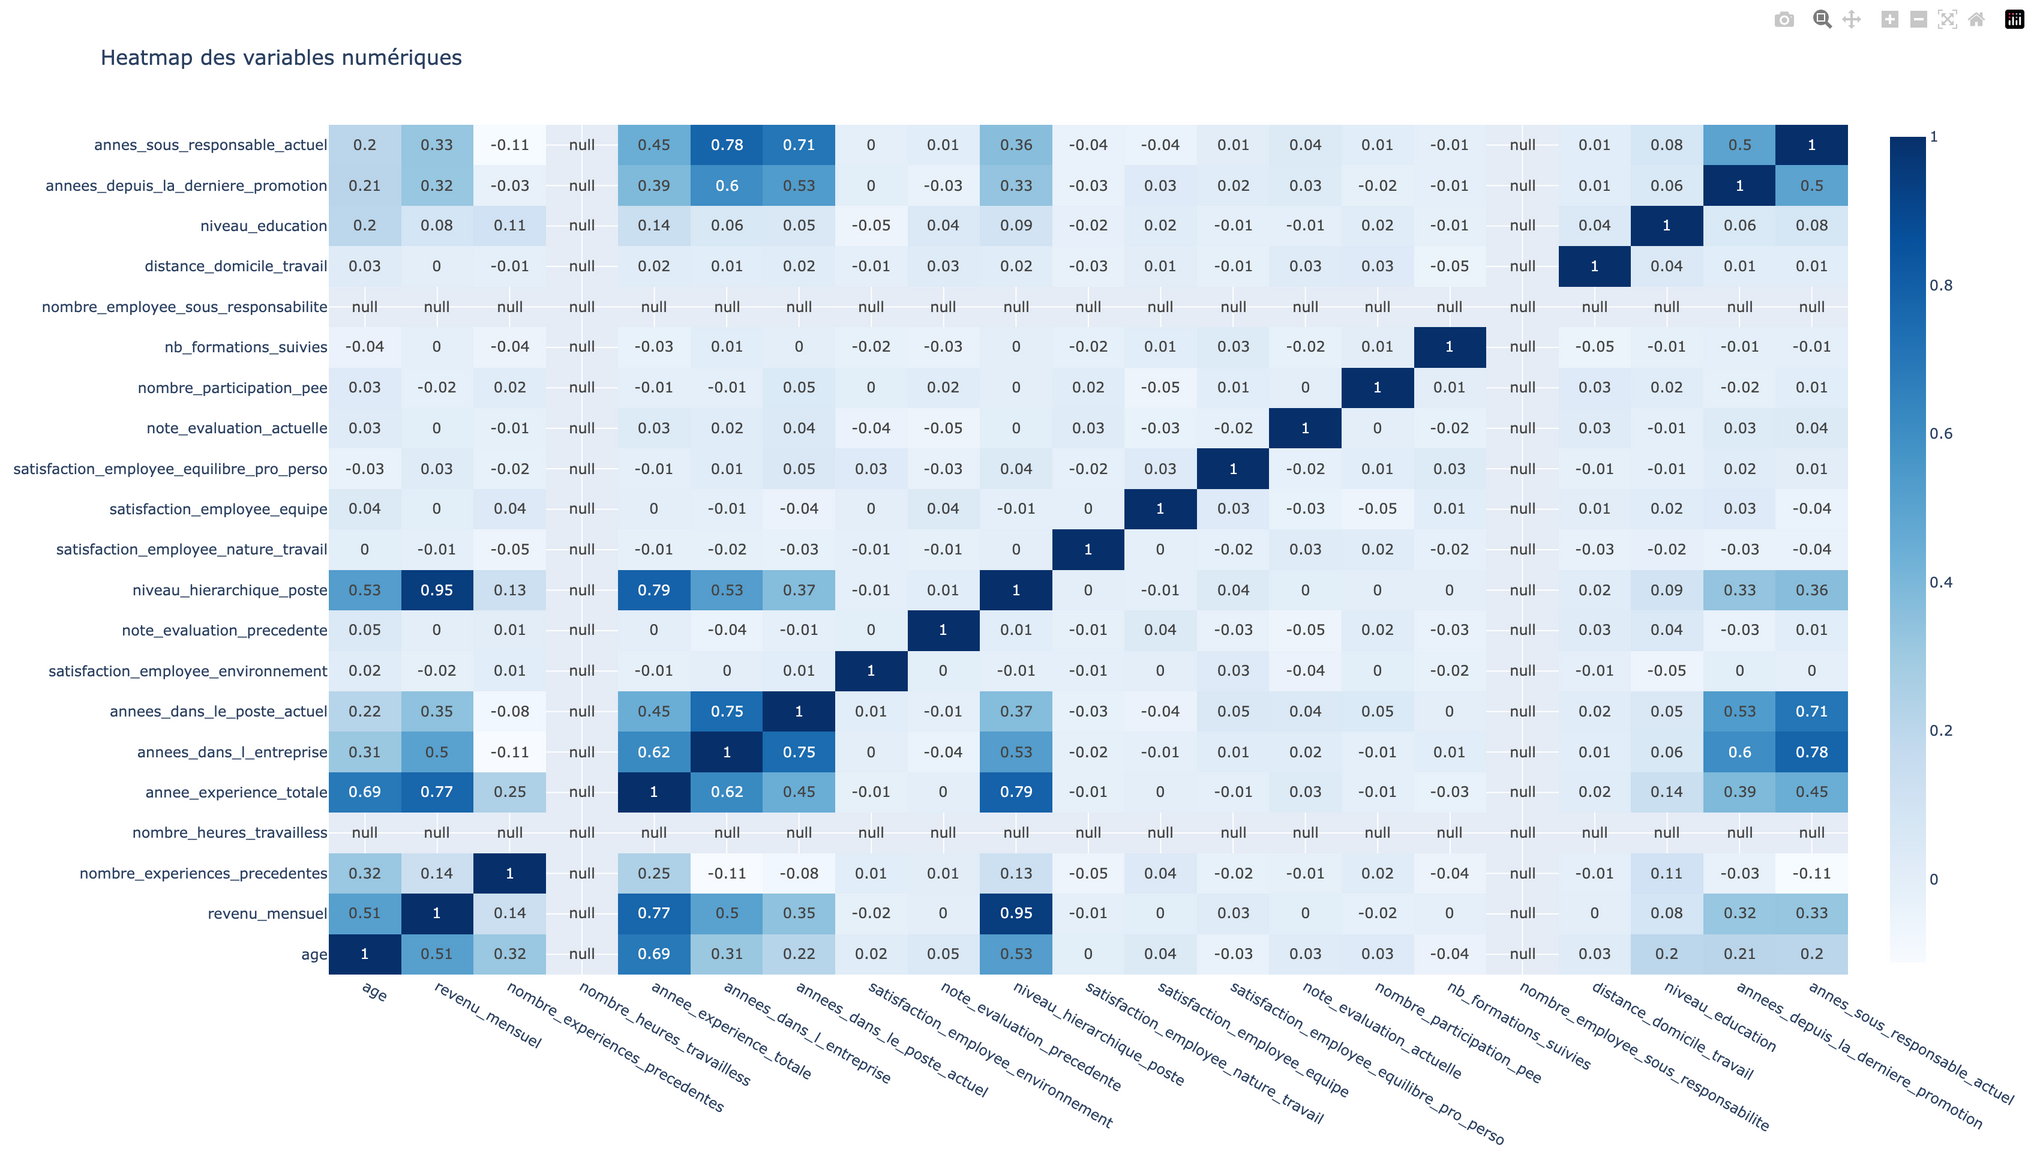 Heatmap des variables numériques
annes_sous_responsable_actuel 0.2 0.33 -0.11 null 0.45 0.78 0.71 0 0.01 0.36 -0.04 -0.04 0.01 0.04 0.01 -0.01 null 0.01 0.08 0.5 1
annees_depuis_la_derniere_promotion 0.21 0.32 -0.03 null 0.39 0.6 0.53 0 -0.03 0.33 -0.03 0.03 0.02 0.03 -0.02 -0.01 null 0.01 0.06 1 0.5
niveau_education 0.2 0.08 0.11 null 0.14 0.06 0.05 -0.05 0.04 0.09 -0.02 0.02 -0.01 -0.01 0.02 -0.01 null 0.04 1 0.06 0.08
distance_domicile_travail 0.03 0 -0.01 null 0.02 0.01 0.02 -0.01 0.03 0.02 -0.03 0.01 -0.01 0.03 0.03 -0.05 null 1 0.04 0.01 0.01
nombre_employee_sous_responsabilite null null null null null null null null null null null null null null null null null null null null null
nb_formations_suivies -0.04 0 -0.04 null -0.03 0.01 0 -0.02 -0.03 0 -0.02 0.01 0.03 -0.02 0.01 1 null -0.05 -0.01 -0.01 -0.01
nombre_participation_pee 0.03 -0.02 0.02 null -0.01 -0.01 0.05 0 0.02 0 0.02 -0.05 0.01 0 1 0.01 null 0.03 0.02 -0.02 0.01
note_evaluation_actuelle 0.03 0 -0.01 null 0.03 0.02 0.04 -0.04 -0.05 0 0.03 -0.03 -0.02 1 0 -0.02 null 0.03 -0.01 0.03 0.04
satisfaction_employee_equilibre_pro_perso -0.03 0.03 -0.02 null -0.01 0.01 0.05 0.03 -0.03 0.04 -0.02 0.03 1 -0.02 0.01 0.03 null -0.01 -0.01 0.02 0.01
satisfaction_employee_equipe 0.04 0 0.04 null 0 -0.01 -0.04 0 0.04 -0.01 0 1 0.03 -0.03 -0.05 0.01 null 0.01 0.02 0.03 -0.04
satisfaction_employee_nature_travail 0 -0.01 -0.05 null -0.01 -0.02 -0.03 -0.01 -0.01 0 1 0 -0.02 0.03 0.02 -0.02 null -0.03 -0.02 -0.03 -0.04
niveau_hierarchique_poste 0.53 0.95 0.13 null 0.79 0.53 0.37 -0.01 0.01 1 0 -0.01 0.04 0 0 0 null 0.02 0.09 0.33 0.36
note_evaluation_precedente 0.05 0 0.01 null 0 -0.04 -0.01 0 1 0.01 -0.01 0.04 -0.03 -0.05 0.02 -0.03 null 0.03 0.04 -0.03 0.01
satisfaction_employee_environnement 0.02 -0.02 0.01 null -0.01 0 0.01 1 0 -0.01 -0.01 0 0.03 -0.04 0 -0.02 null -0.01 -0.05 0 0
annees_dans_le_poste_actuel 0.22 0.35 -0.08 null 0.45 0.75 1 0.01 -0.01 0.37 -0.03 -0.04 0.05 0.04 0.05 0 null 0.02 0.05 0.53 0.71
annees_dans_l_entreprise 0.31 0.5 -0.11 null 0.62 1 0.75 0 -0.04 0.53 -0.02 -0.01 0.01 0.02 -0.01 0.01 null 0.01 0.06 0.6 0.78
annee_experience_totale 0.69 0.77 0.25 null 1 0.62 0.45 -0.01 0 0.79 -0.01 0 -0.01 0.03 -0.01 -0.03 null 0.02 0.14 0.39 0.45
nombre_heures_travailless null null null null null null null null null null null null null null null null null null null null null
nombre_experiences_precedentes 0.32 0.14 1 null 0.25 -0.11 -0.08 0.01 0.01 0.13 -0.05 0.04 -0.02 -0.01 0.02 -0.04 null -0.01 0.11 -0.03 -0.11
revenu_mensuel 0.51 1 0.14 null 0.77 0.5 0.35 -0.02 0 0.95 -0.01 0 0.03 0 -0.02 0 null 0 0.08 0.32 0.33
age 1 0.51 0.32 null 0.69 0.31 0.22 0.02 0.05 0.53 0 0.04 -0.03 0.03 0.03 -0.04 null 0.03 0.2 0.21 0.2
age
revenu_mensuel
nombre_experiences_precedentes
nombre_heures_travailless
annee_experience_totale
annees_dans_l_entreprise
annees_dans_le_poste_actuel
satisfaction_employee_environnement
note_evaluation_precedente
niveau_hierarchique_poste
satisfaction_employee_nature_travail
satisfaction_employee_equipe
satisfaction_employee_equilibre_pro_perso
note_evaluation_actuelle
nombre_participation_pee
nb_formations_suivies
nombre_employee_sous_responsabilite
distance_domicile_travail
niveau_education
annees_depuis_la_derniere_promotion
annes_sous_responsable_actuel
1
0.8
0.6
0.4
0.2
0